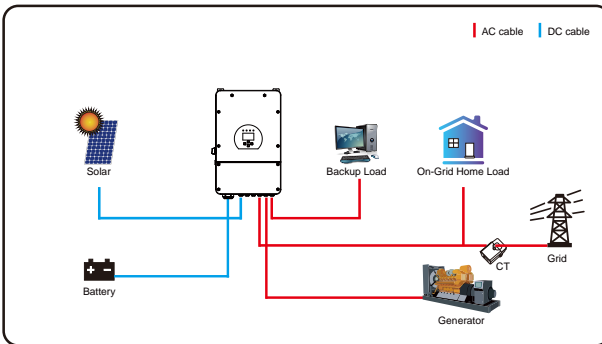 AC cable
DC cable
Solar
Backup Load
On-Grid Home Load
CT
Grid
Battery
Generator